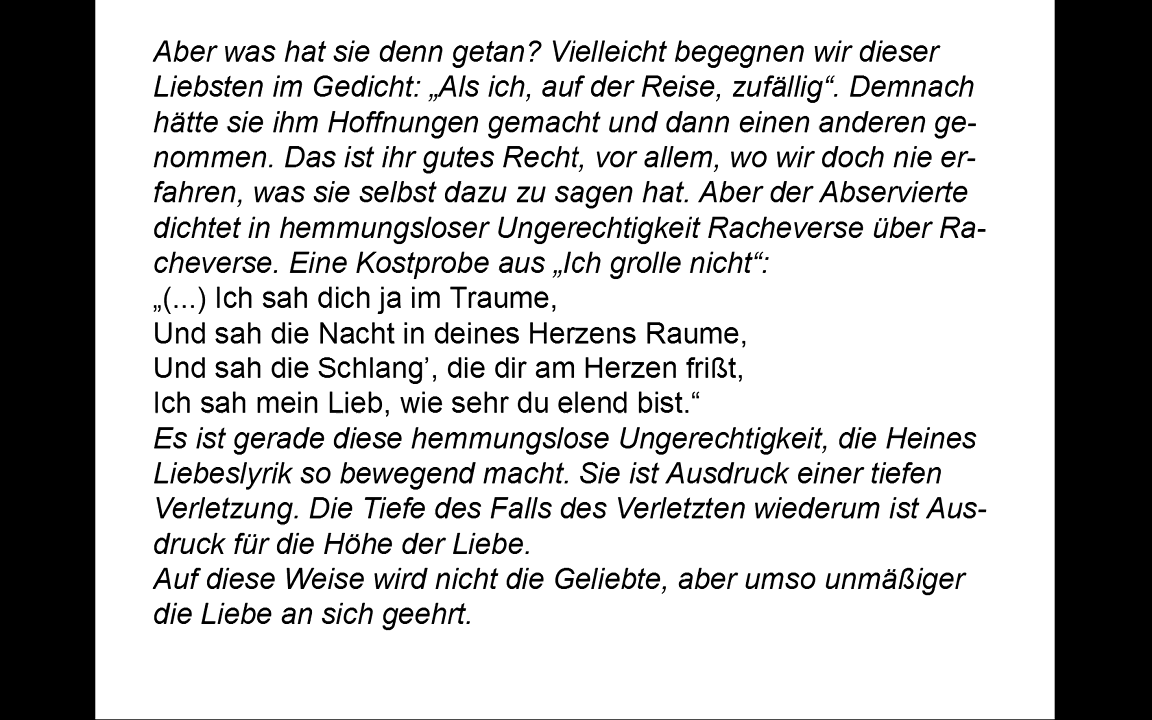 Aber was hat sie denn getan? Vielleicht begegnen wir dieser
Liebsten im Gedicht: „Als ich, auf der Reise, zufällig“. Demnach
hätte sie ihm Hoffnungen gemacht und dann einen anderen ge-
nommen. Das ist ihr gutes Recht, vor allem, wo wir doch nie er-
fahren, was sie selbst dazu zu sagen hat. Aber der Abservierte
dichtet in hemmungsloser Ungerechtigkeit Racheverse über Ra-
cheverse. Eine Kostprobe aus „Ich grolle nicht“:
„(...) Ich sah dich ja im Traume,
Und sah die Nacht in deines Herzens Raume,
Und sah die Schlang’, die dir am Herzen frißt,
Ich sah mein Lieb, wie sehr du elend bist.“
Es ist gerade diese hemmungslose Ungerechtigkeit, die Heines
Liebeslyrik so bewegend macht. Sie ist Ausdruck einer tiefen
Verletzung. Die Tiefe des Falls des Verletzten wiederum ist Aus-
druck für die Höhe der Liebe.
Auf diese Weise wird nicht die Geliebte, aber umso unmäßiger
die Liebe an sich geehrt.